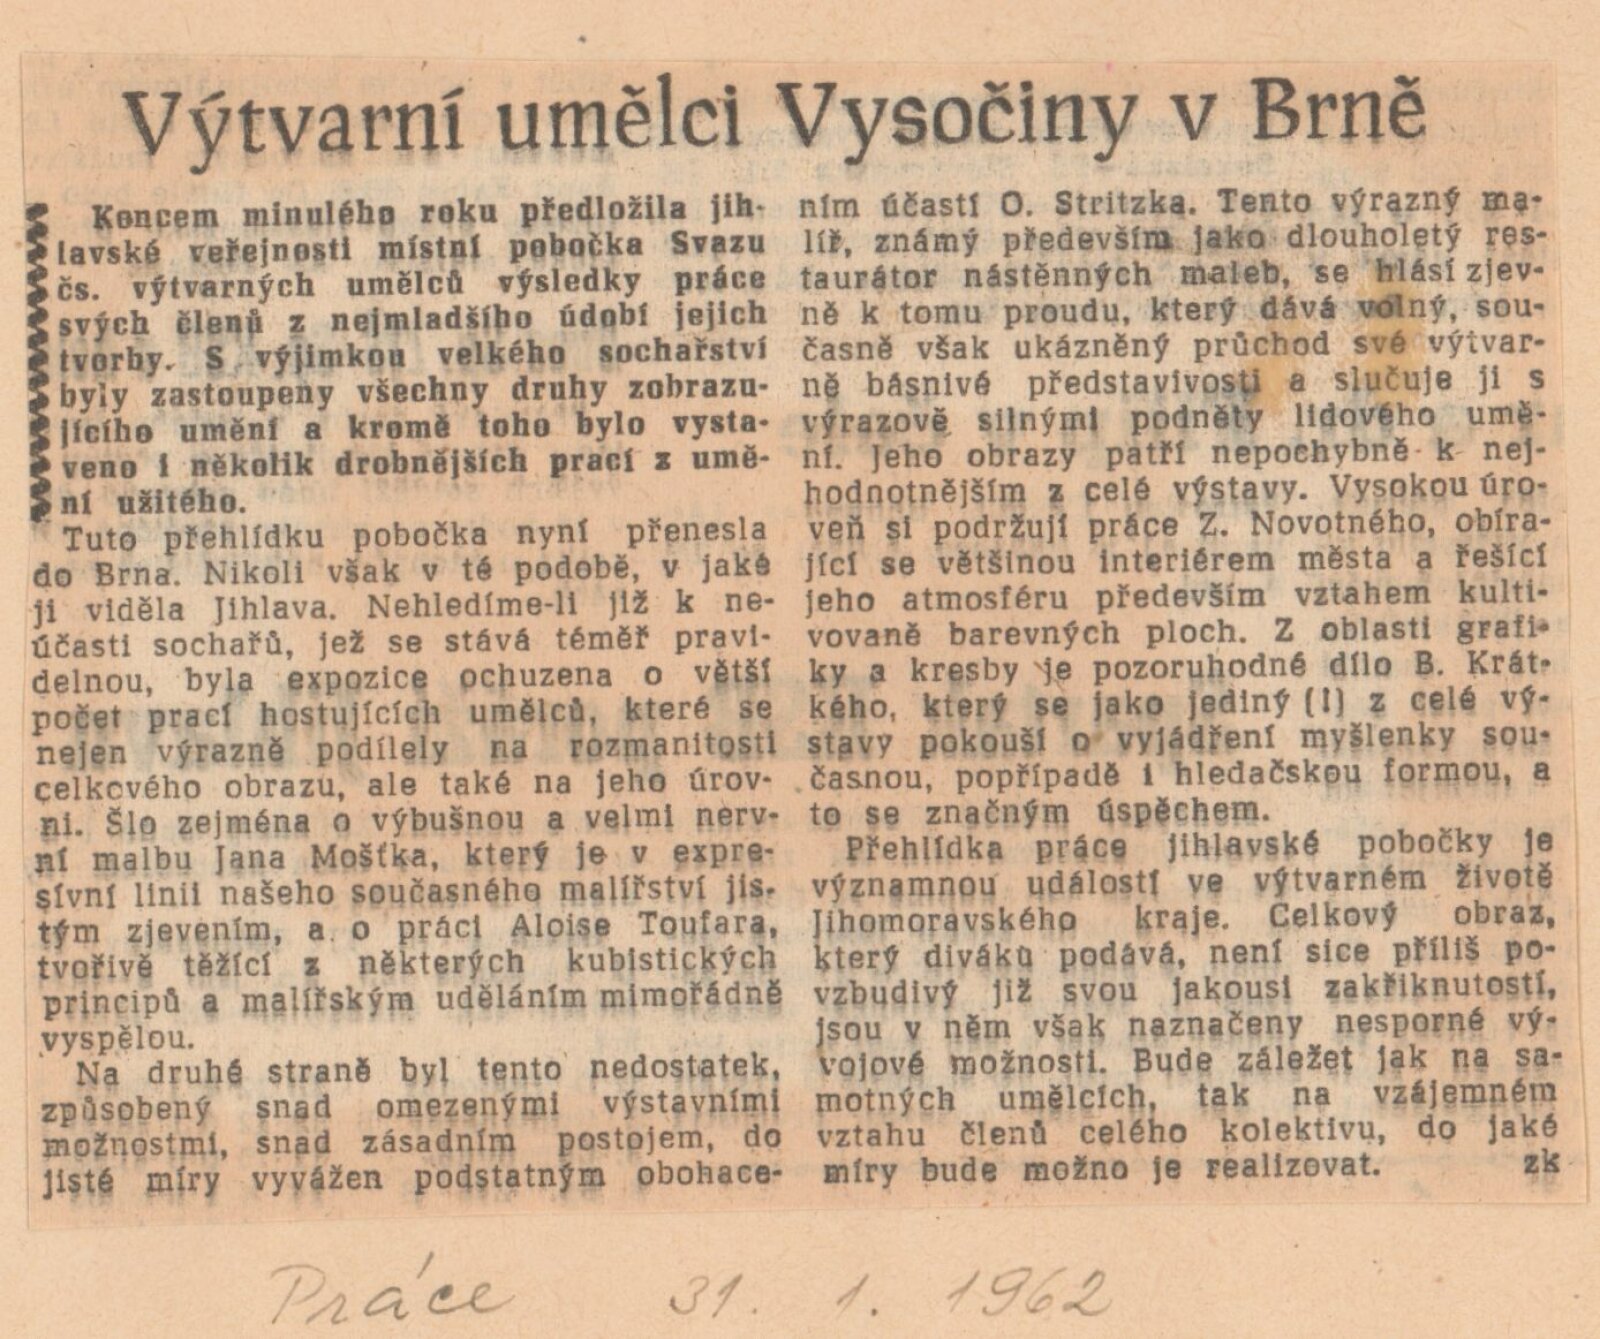 Výtvarní umělci Vysočiny v Brně
Koncem minulého roku předložila jih-
lavské veřejnosti místní pobočka Svazu
čs. výtvarných umělců výsledky práce
svých členů z nejmladšího údobí jejich
tvorby. S výjimkou velkého sochařství
byly zastoupeny všechny druhy zobrazu-
jícího umění a kromě toho bylo vysta-
veno i několik drobnějších prací z umě-
ní užitého.
Tuto přehlídku pobočka nyní přenesla
do Brna. Nikoli však v té podobě, v jaké
ji viděla Jihlava. Nehledíme-li již k ne-
účasti sochařů, jež se stává téměř pravi-
delnou, byla expozice ochuzena o větší
počet prací hostujících umělců, které se
nejen výrazně podílely na rozmanitosti
celkového obrazu, ale také na jeho úrov-
ni. Šlo zejména o výbušnou a velmi nerv-
ní malbu Jana Mošťka, který je v expre-
sívní linii našeho současného malířství jis-
tým zjevením, a o práci Aloise Toufara,
tvořivě těžící z některých kubistických
principů a malířským uděláním mimořádně
vyspělou.
Na druhé straně byl tento nedostatek,
způsobený snad omezenými výstavními
možnostmi, snad zásadním postojem, do
jisté míry vyvážen podstatným obohace-
ním účastí O. Stritzka. Tento výrazný ma-
líř, známý především jako dlouholetý res-
taurátor nástěnných maleb, se hlásí zjev-
ně k tomu proudu, který dává volný, sou-
časně však ukázněný průchod své výtvar-
ně básnivé představivosti a slučuje ji s
výrazově silnými podněty lidového umě-
ní. Jeho obrazy patří nepochybně k nej-
hodnotnějším z celé výstavy. Vysokou úro-
veň si podržují práce Z. Novotného, obíra-
jící se většinou interiérem města a řešící
jeho atmosféru především vztahem kulti-
vovaně barevných ploch. Z oblasti grafi-
ky a kresby je pozoruhodné dílo B. Krát-
kého, který se jako jediný (!) z celé vý-
stavy pokouší o vyjádření myšlenky sou-
časnou, popřípadě i hledačskou formou, a
to se značným úspěchem.
Přehlídka práce jihlavské pobočky je
významnou událostí ve výtvarném životě
Jihomoravského kraje. Celkový obraz,
který diváku podává, není sice příliš po-
vzbudivý již svou jakousi zakřiknutostí,
jsou v něm však naznačeny nesporné vý-
vojové možnosti. Bude záležet jak na sa-
motných umělcích, tak na vzájemném
vztahu členů celého kolektivu, do jaké
míry bude možno je realizovat. zk
Práce 31. 1. 1962